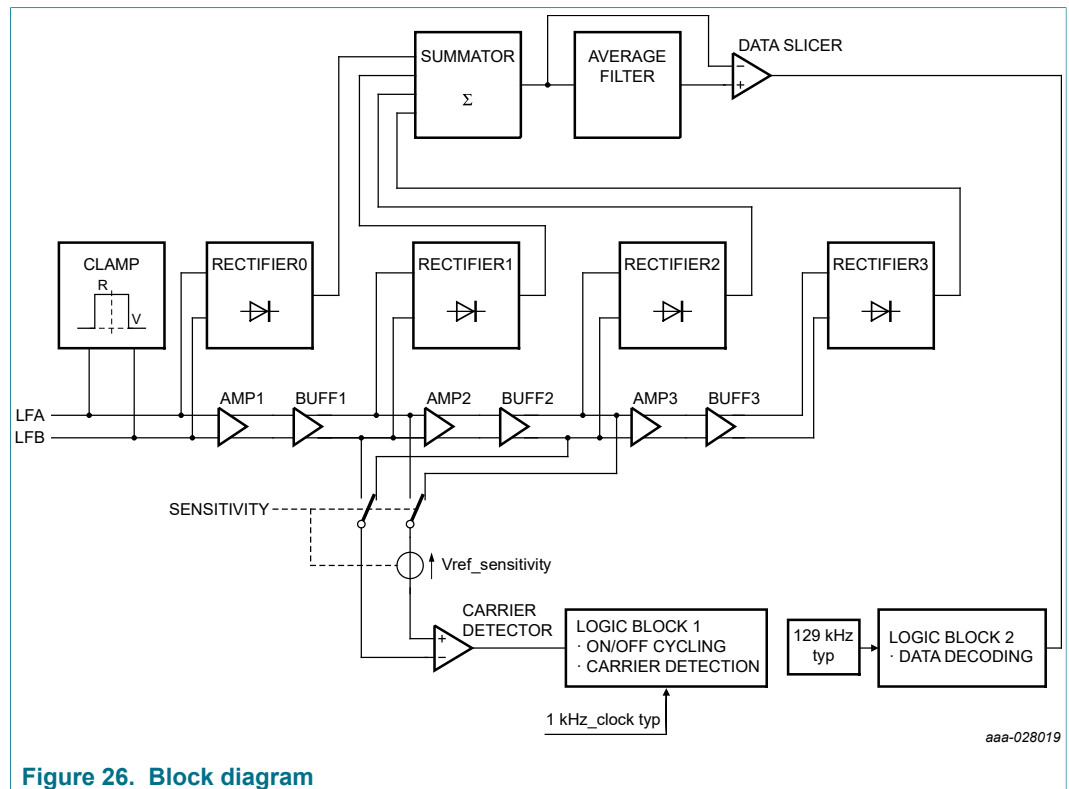 SUMMATOR
Σ
AVERAGE
FILTER
DATA SLICER
−
+
CLAMP
R
V
RECTIFIER0
RECTIFIER1
RECTIFIER2
RECTIFIER3
LFA
LFB
AMP1
BUFF1
AMP2
BUFF2
AMP3
BUFF3
SENSITIVITY
Vref_sensitivity
CARRIER
DETECTOR
+
−
LOGIC BLOCK 1
· ON/OFF CYCLING
· CARRIER DETECTION
129 kHz
typ
LOGIC BLOCK 2
· DATA DECODING
1 kHz_clock typ
aaa-028019
Figure 26. Block diagram